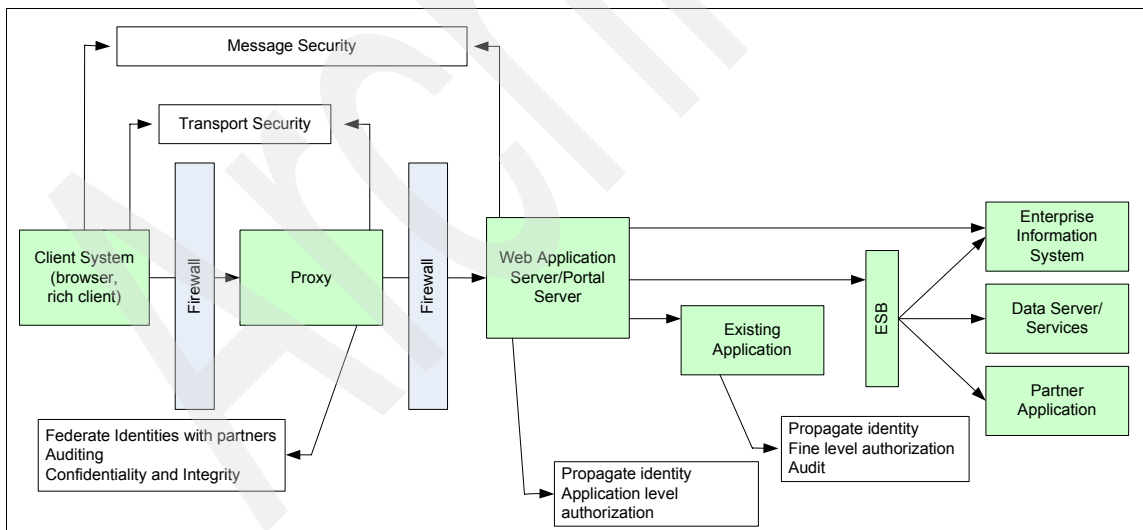 Message Security
Transport Security
Client System
(browser,
rich client)
Firewall
Proxy
Firewall
Web Application
Server/Portal
Server
Existing
Application
ESB
Enterprise
Information
System
Data Server/
Services
Partner
Application
Federate Identities with partners
Auditing
Confidentiality and Integrity
Propagate identity
Application level
authorization
Propagate identity
Fine level authorization
Audit